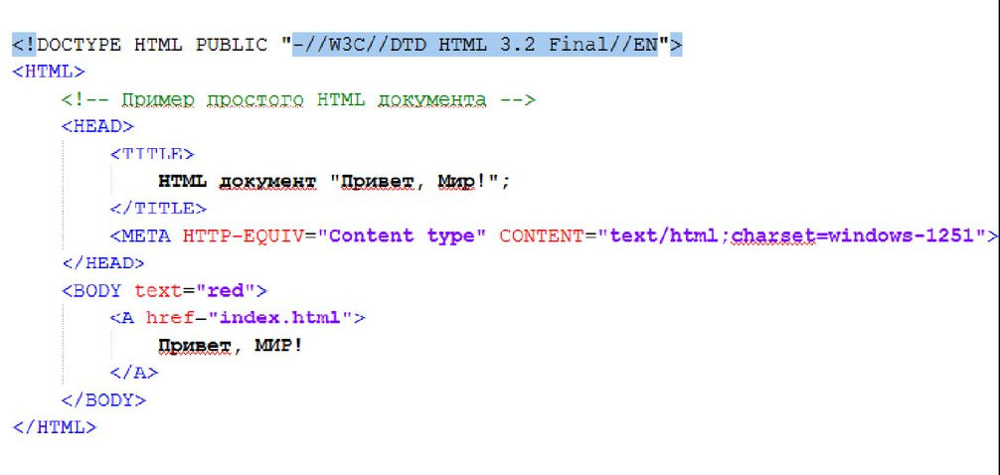 <!DOCTYPE HTML PUBLIC "-//W3C//DTD HTML 3.2 Final//EN">
<HTML>
<!-- Пример простого HTML документа -->
<HEAD>
<TITLE>
HTML документ "Привет, Мир!";
</TITLE>
<META HTTP-EQUIV="Content type" CONTENT="text/html;charset=windows-1251">
</HEAD>
<BODY text="red">
<A href="index.html">
Привет, МИР!
</A>
</BODY>
</HTML>